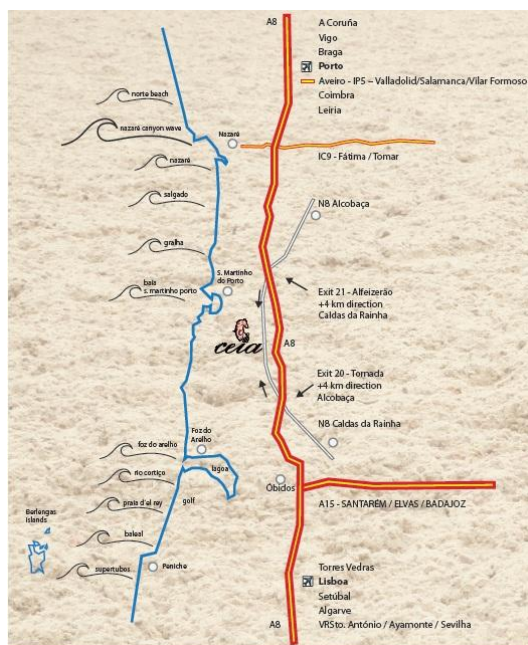 A8
A Coruña
Vigo
Braga
Porto
Aveiro - IP5 ~ Valladolid/Salamanca/Vilar Formoso
Coimbra
Leiria
norte beach
nazaré canyon wave
Nazaré
nazaré
IC9 - Fátima / Tomar
salgado
N8 Alcobaça
gralha
S. Martinho
do Porto
baia
s. martinho porto
Exit 21 - Alfeizerão
+4 km direction
Caldas da Rainha
ceia
A8
Exit 20 - Tornada
+4 km direction
Alcobaça
N8 Caldas da Rainha
Foz do
Arelho
foz do arelho
lagoa
rio cortiço
Óbidos
praia d'el rey
golf
A15 - SANTARÉM / ELVAS / BADAJOZ
Berlengas
Islands
baleal
supertubos
Peniche
Torres Vedras
Lisboa
Setúbal
Algarve
A8
VRSto. António / Ayamonte / Sevilha